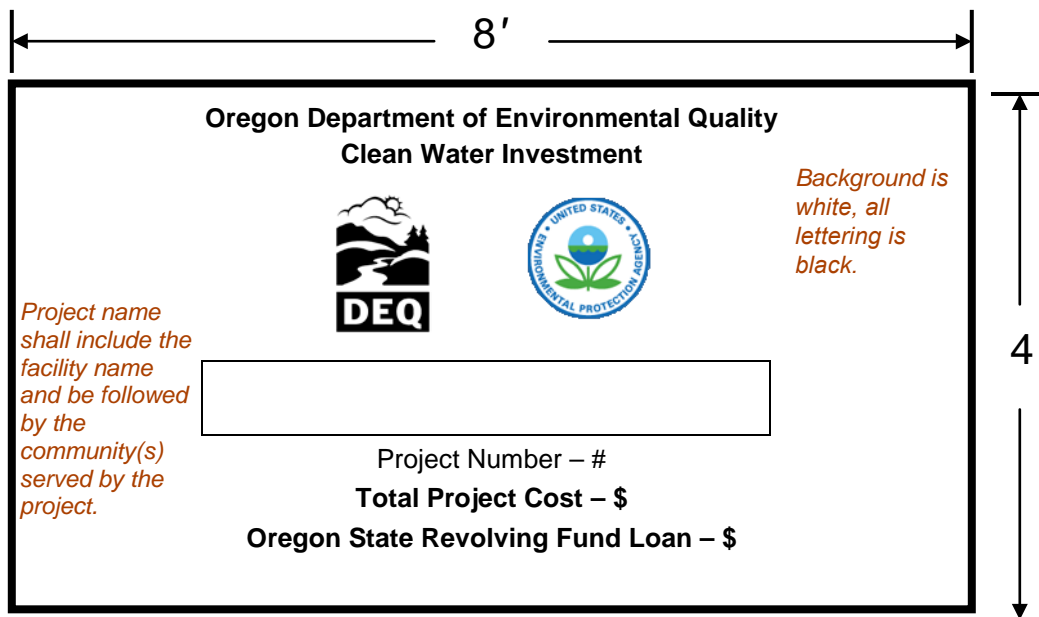 8′
Oregon Department of Environmental Quality
Clean Water Investment
Background is
white, all
lettering is
black.
DEQ
UNITED STATES • ENVIRONMENTAL PROTECTION AGENCY •
Project name
shall include the
facility name
and be followed
by the
community(s)
served by the
project.
4
Project Number – #
Total Project Cost – $
Oregon State Revolving Fund Loan – $